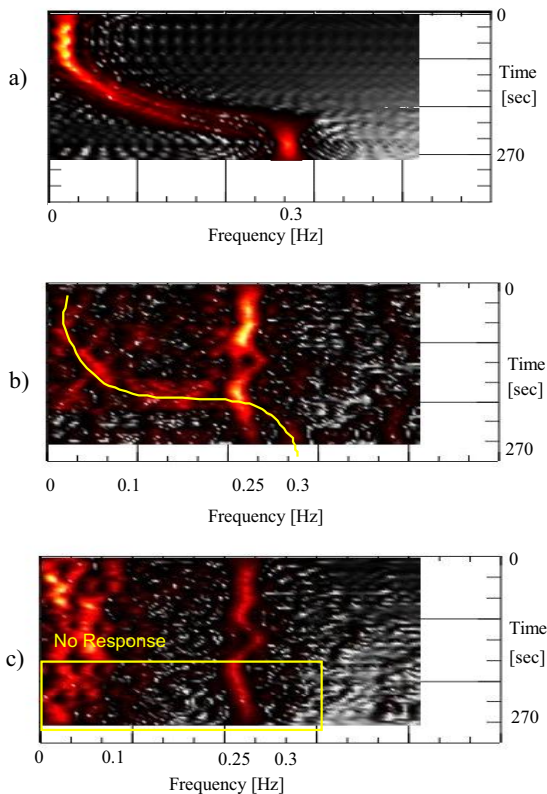 a)
0
Time
[sec]
270
0
0.3
Frequency [Hz]
b)
0
Time
[sec]
270
0
0.1
0.25
0.3
Frequency [Hz]
c)
No Response
0
Time
[sec]
270
0
0.1
0.25
0.3
Frequency [Hz]